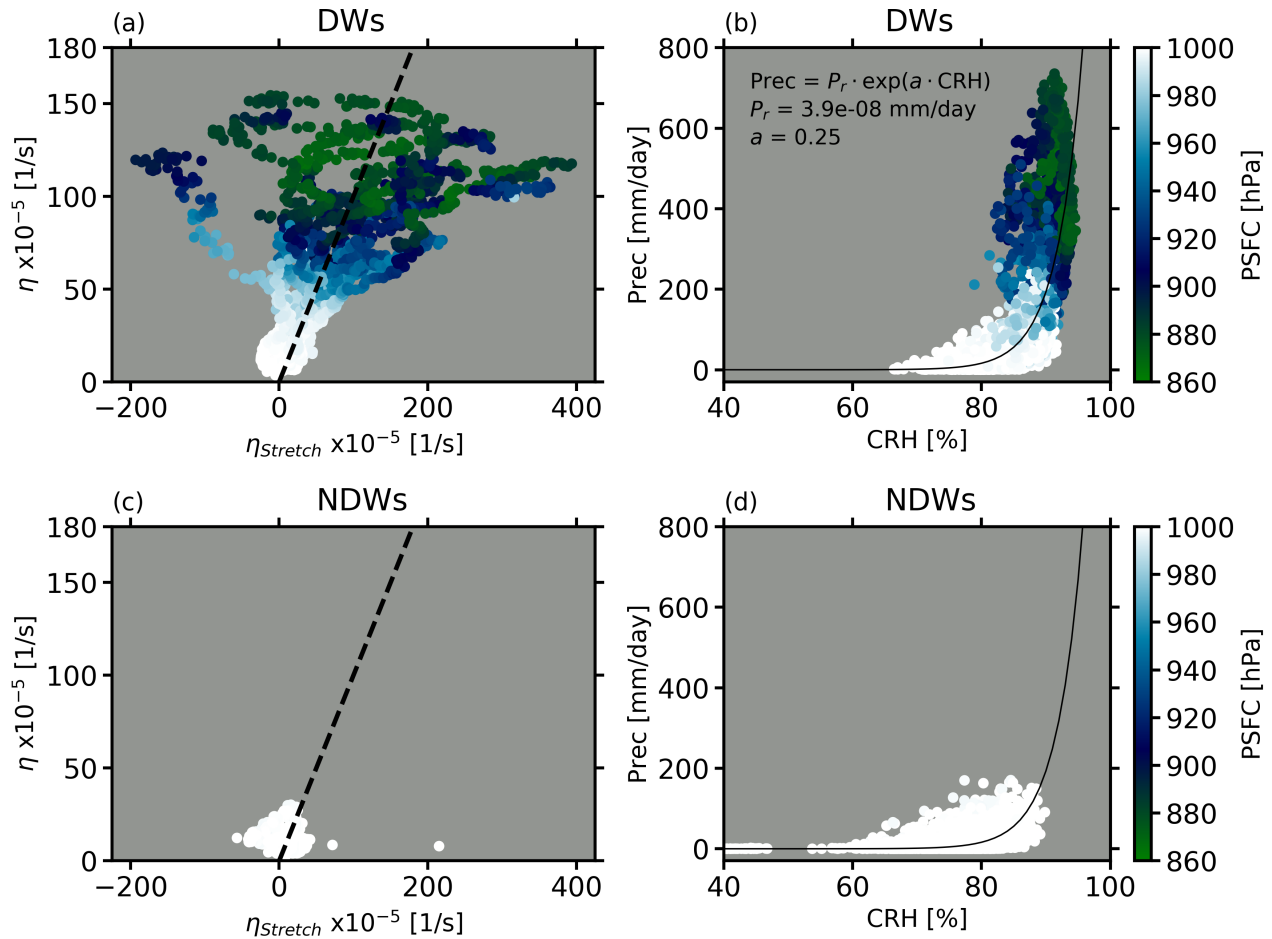 (a) DWs
180
150
100
50
0
−200 0 200 400
η x10⁻⁵ [1/s]
η_Stretch x10⁻⁵ [1/s]
(b) DWs
Prec = P_r · exp(a · CRH)
P_r = 3.9e-08 mm/day
a = 0.25
800
600
400
200
0
40 60 80 100
Prec [mm/day]
CRH [%]
1000
980
960
940
920
900
880
860
PSFC [hPa]
(c) NDWs
180
150
100
50
0
−200 0 200 400
η x10⁻⁵ [1/s]
η_Stretch x10⁻⁵ [1/s]
(d) NDWs
800
600
400
200
0
40 60 80 100
Prec [mm/day]
CRH [%]
1000
980
960
940
920
900
880
860
PSFC [hPa]